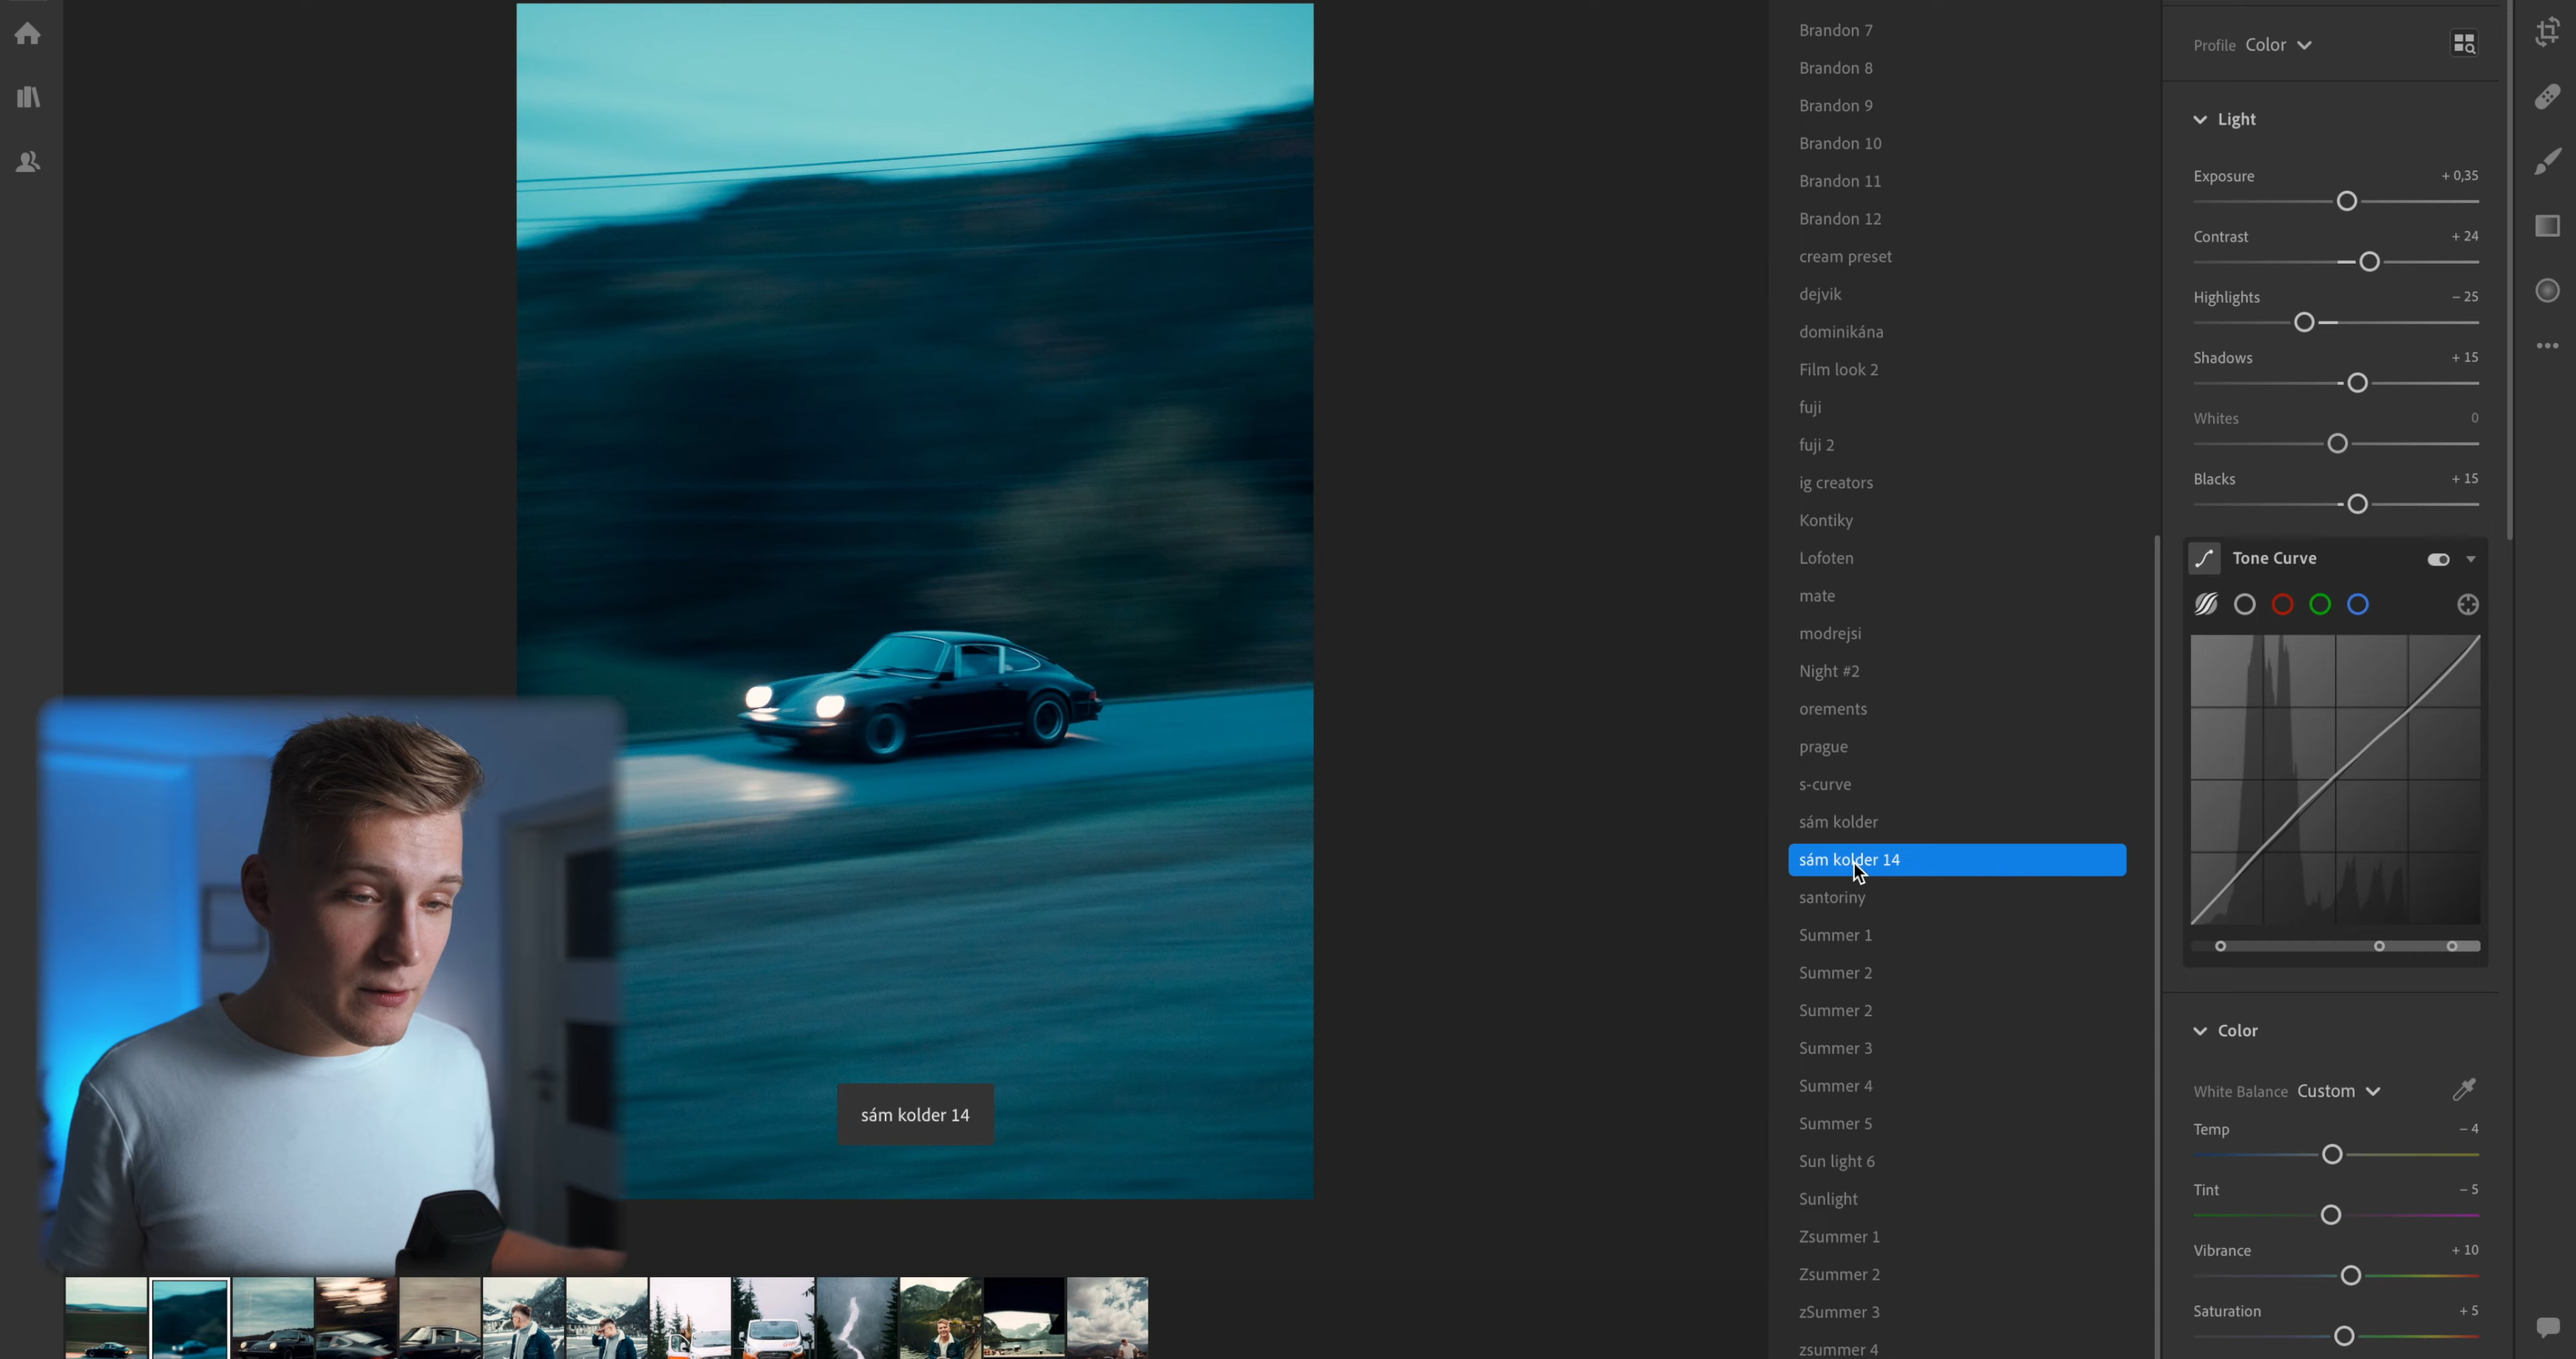 Brandon 7
Brandon 8
Brandon 9
Brandon 10
Brandon 11
Brandon 12
cream preset
dejvik
dominikána
Film look 2
fuji
fuji 2
ig creators
Kontiky
Lofoten
mate
modrejsi
Night #2
orements
prague
s-curve
sám kolder
sám kolder 14
santoriny
Summer 1
Summer 2
Summer 2
Summer 3
Summer 4
Summer 5
Sun light 6
Sunlight
Zsummer 1
Zsummer 2
zSummer 3
zsummer 4
sám kolder 14
Profile Color
Light
Exposure + 0,35
Contrast + 24
Highlights – 25
Shadows + 15
Whites 0
Blacks + 15
Tone Curve
Color
White Balance Custom
Temp – 4
Tint – 5
Vibrance + 10
Saturation + 5